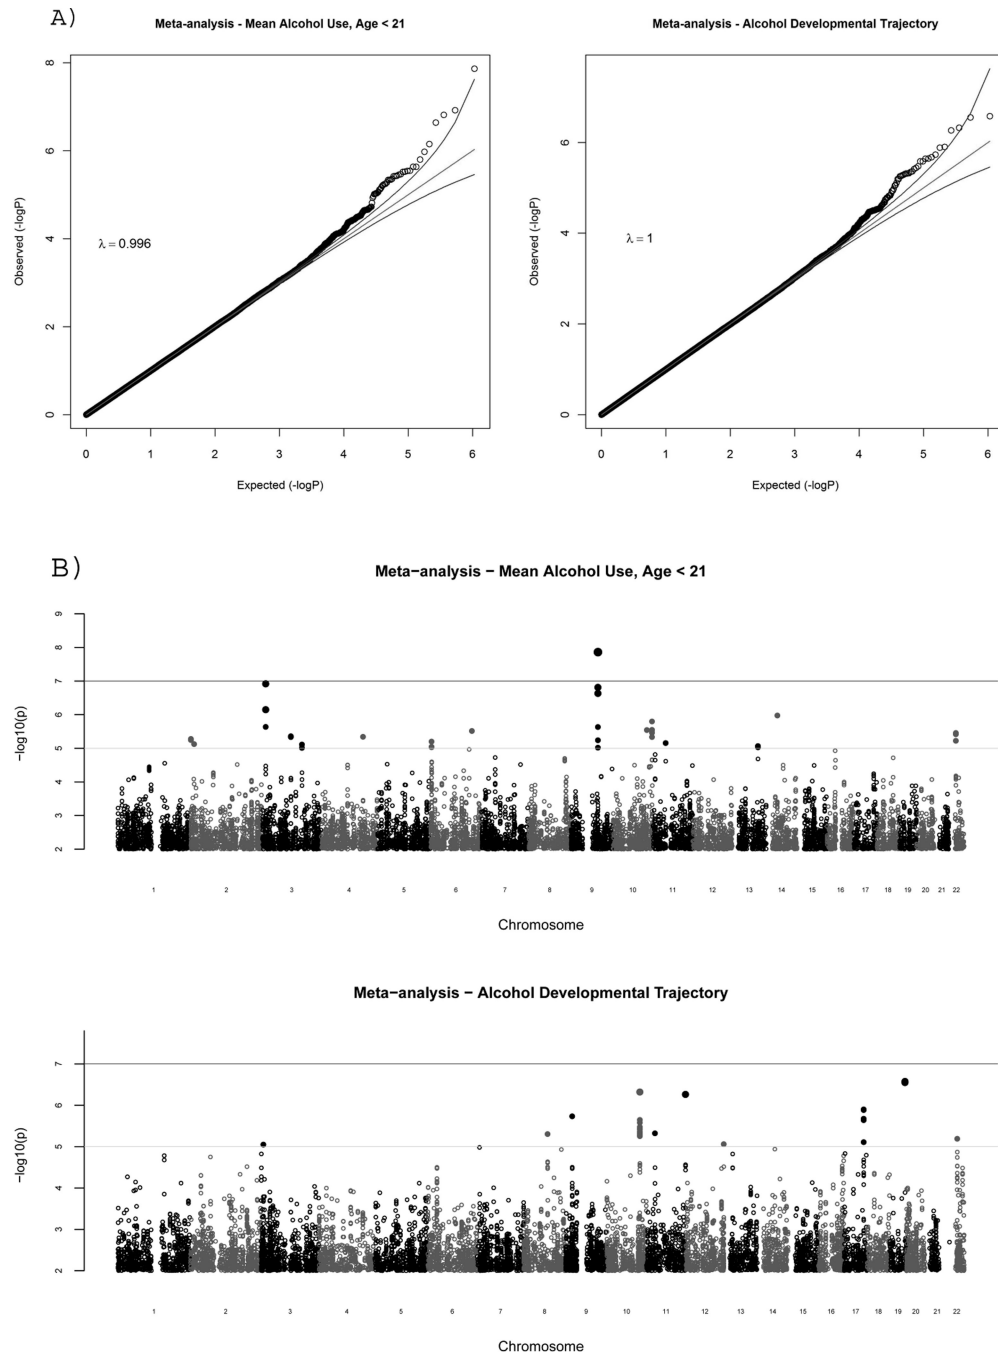 A)
Meta-analysis - Mean Alcohol Use, Age < 21
Meta-analysis - Alcohol Developmental Trajectory
8
6
4
2
0
Observed (-logP)
λ = 0.996
0 1 2 3 4 5 6
Expected (-logP)
6
4
2
0
Observed (-logP)
λ = 1
0 1 2 3 4 5 6
Expected (-logP)
B)
Meta−analysis − Mean Alcohol Use, Age < 21
9
8
7
6
5
4
3
2
−log10(p)
1 2 3 4 5 6 7 8 9 10 11 12 13 14 15 16 17 18 19 20 21 22
Chromosome
Meta−analysis − Alcohol Developmental Trajectory
7
6
5
4
3
2
−log10(p)
1 2 3 4 5 6 7 8 9 10 11 12 13 14 15 16 17 18 19 20 21 22
Chromosome